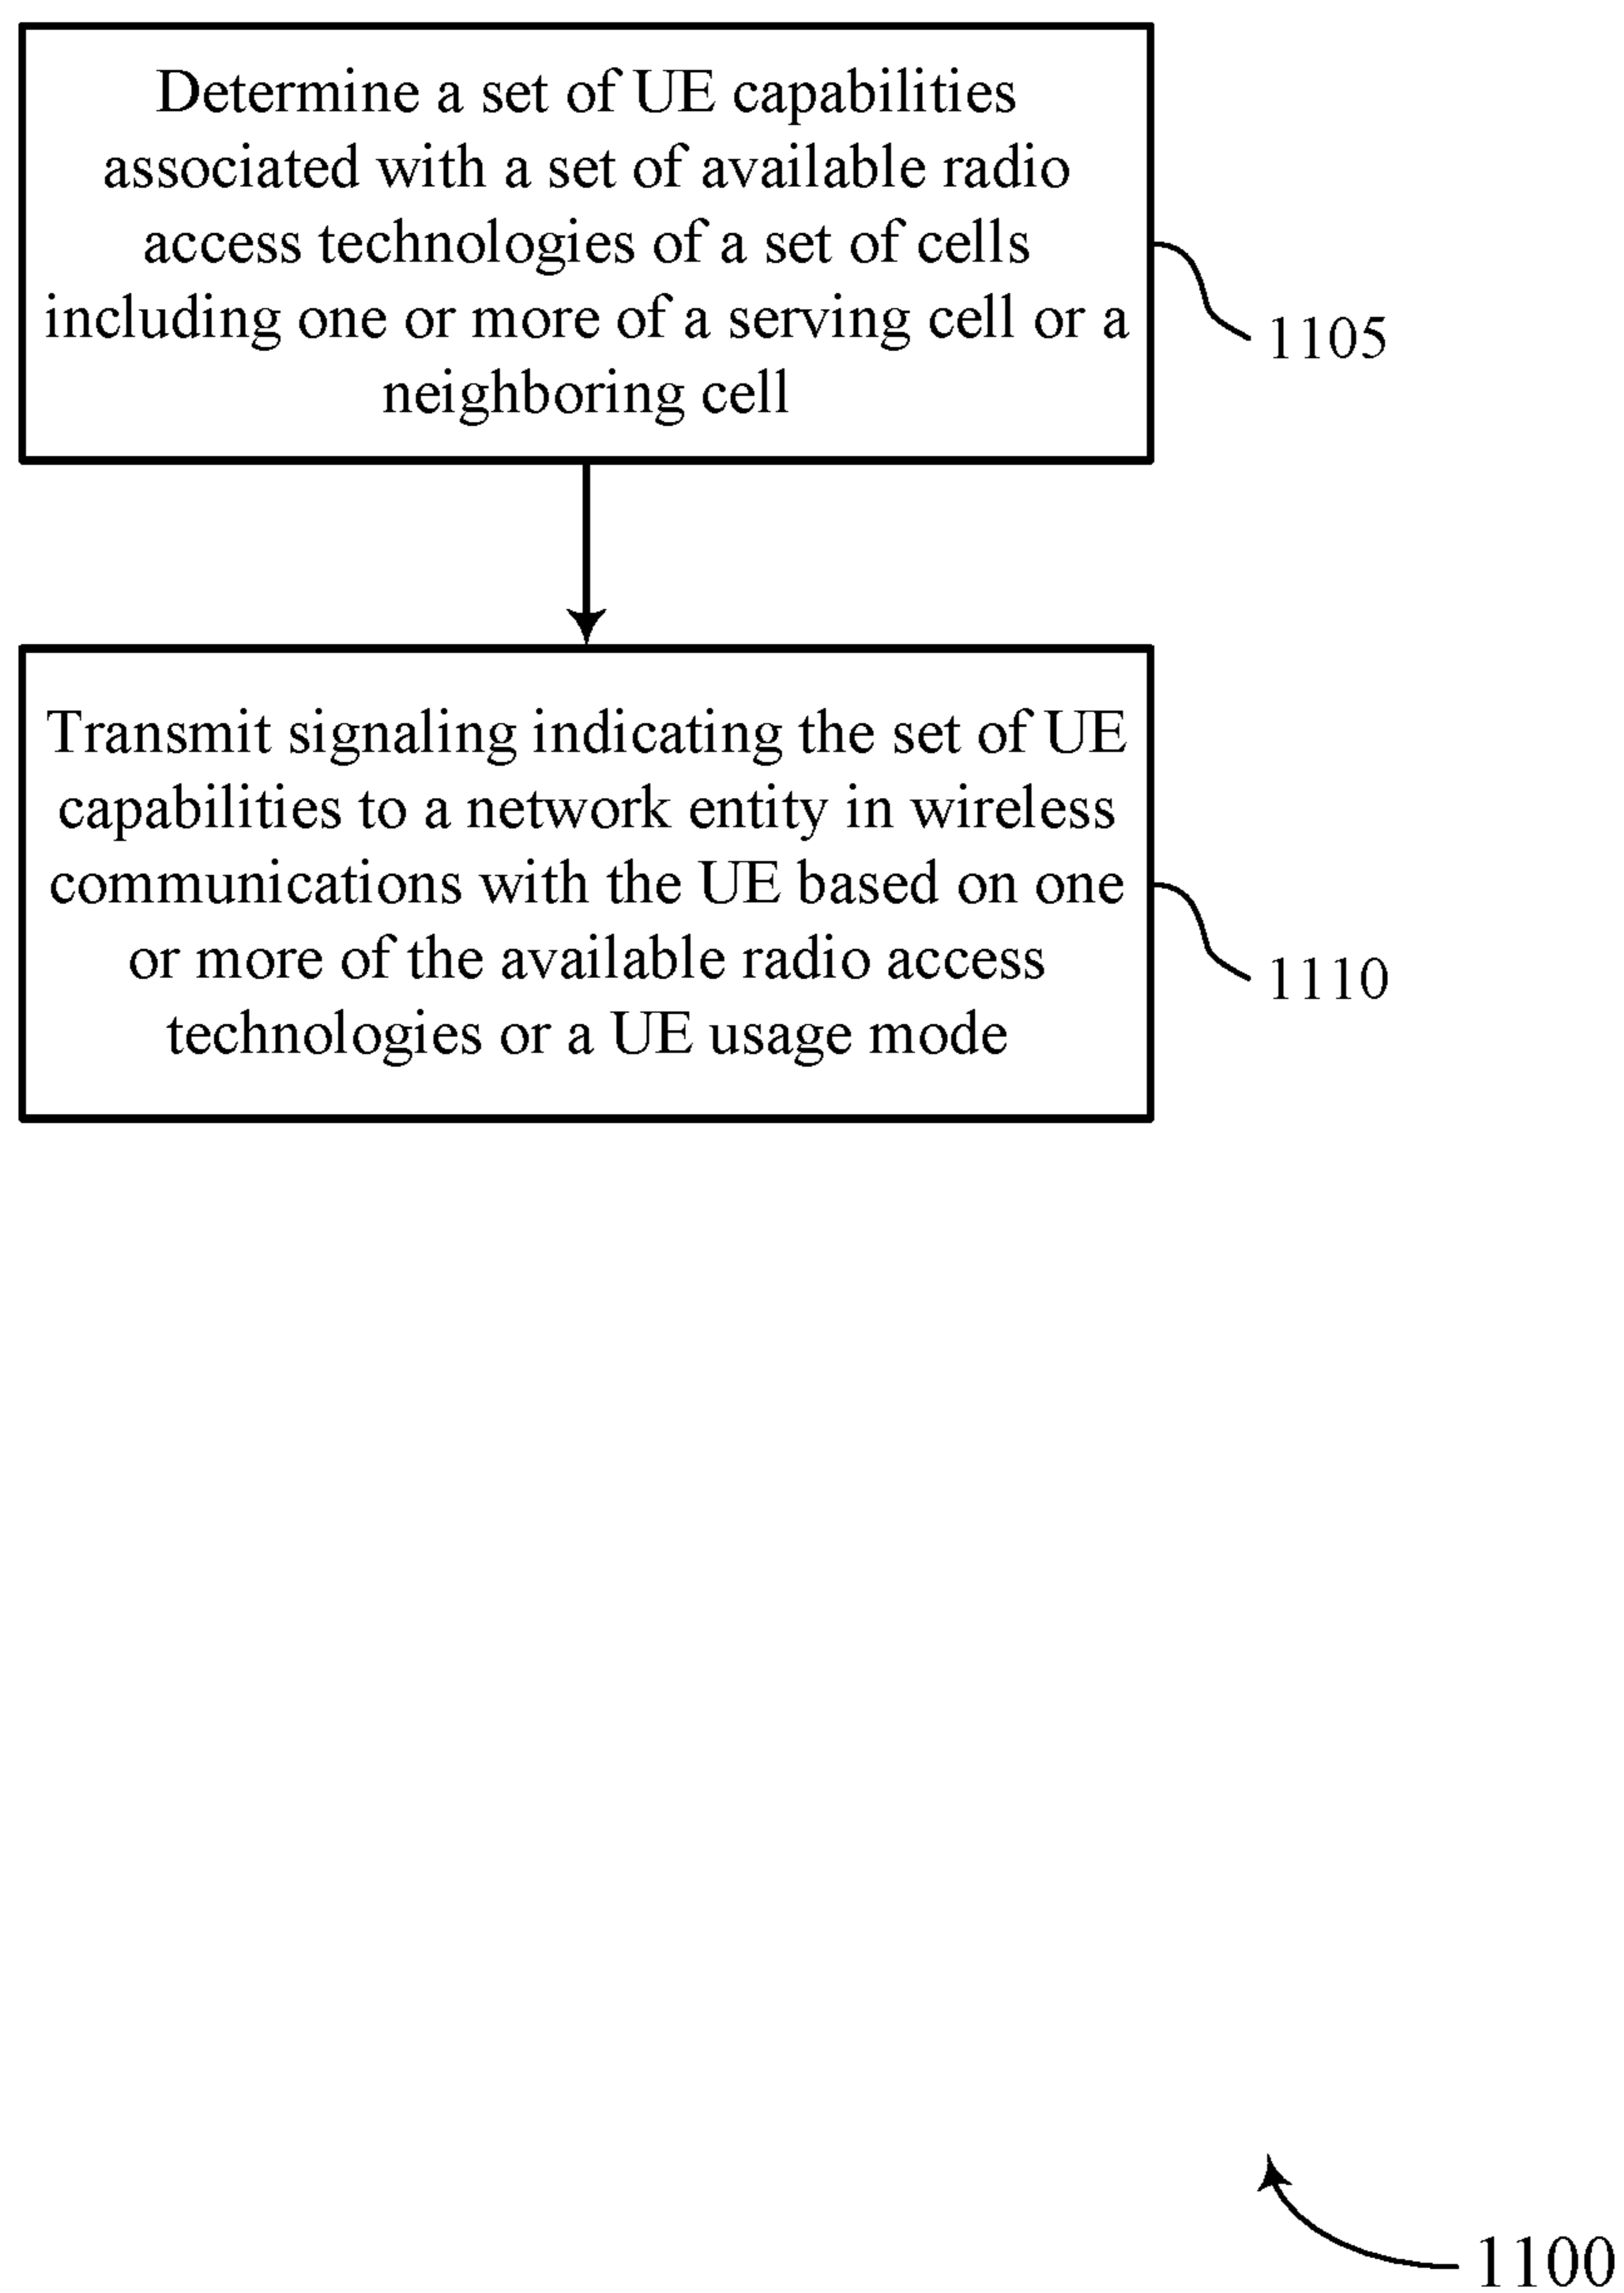 Determine a set of UE capabilities
associated with a set of available radio
access technologies of a set of cells
including one or more of a serving cell or a
neighboring cell
1105
Transmit signaling indicating the set of UE
capabilities to a network entity in wireless
communications with the UE based on one
or more of the available radio access
technologies or a UE usage mode
1110
1100